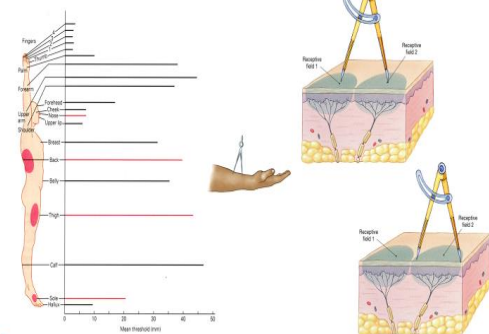 Fingers
Thumb
Palm
Forearm
Upper
arm
Shoulder
Forehead
Cheek
Nose
Upper lip
Breast
Back
Belly
Thigh
Calf
Sole
Hallux
0
10
20
30
40
50
Mean threshold (mm)
Receptive
field 1
Receptive
field 2
Receptive
field 1
Receptive
field 2